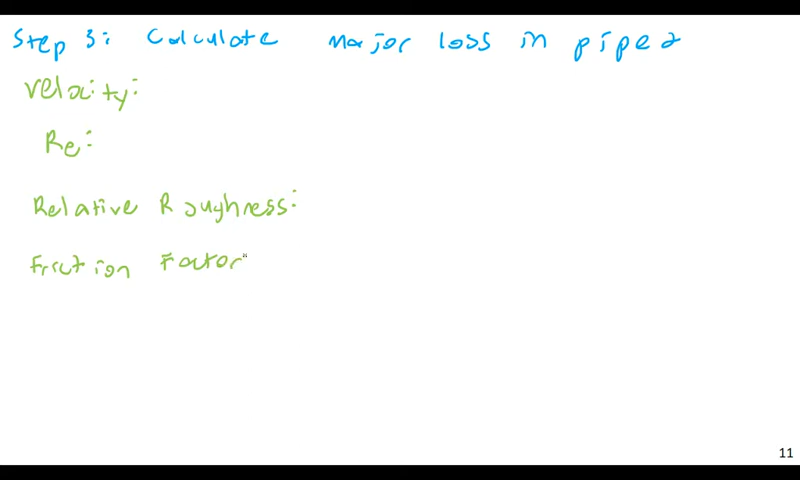 Step 3: Calculate major loss in pipe 2
Velocity:
Re:
Relative Roughness:
Friction Factor
11